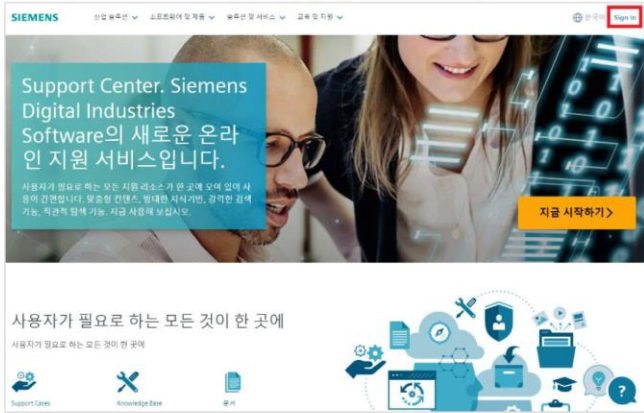 SIEMENS
산업 솔루션 소프트웨어 및 제품 솔루션 및 서비스 교육 및 지원 한국어 Sign in
Support Center. Siemens
Digital Industries
Software의 새로운 온라
인 지원 서비스입니다.
사용자가 필요로 하는 모든 지원 리소스가 한 곳에 모여 있어 사
용이 간편합니다. 맞춤형 컨텐츠, 방대한 지식기반, 강력한 검색
기능, 직관적 탐색 기능. 지금 사용해 보십시오.
지금 시작하기
사용자가 필요로 하는 모든 것이 한 곳에
사용자가 필요로 하는 모든 것이 한 곳에
Support Cases Knowledge Base 문서
?